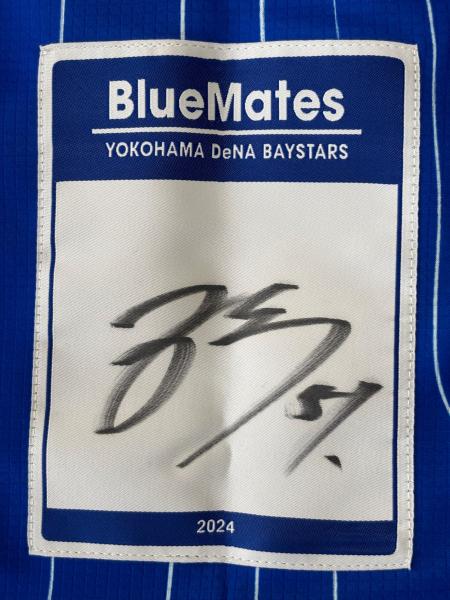 BlueMates
YOKOHAMA DeNA BAYSTARS
51
2024